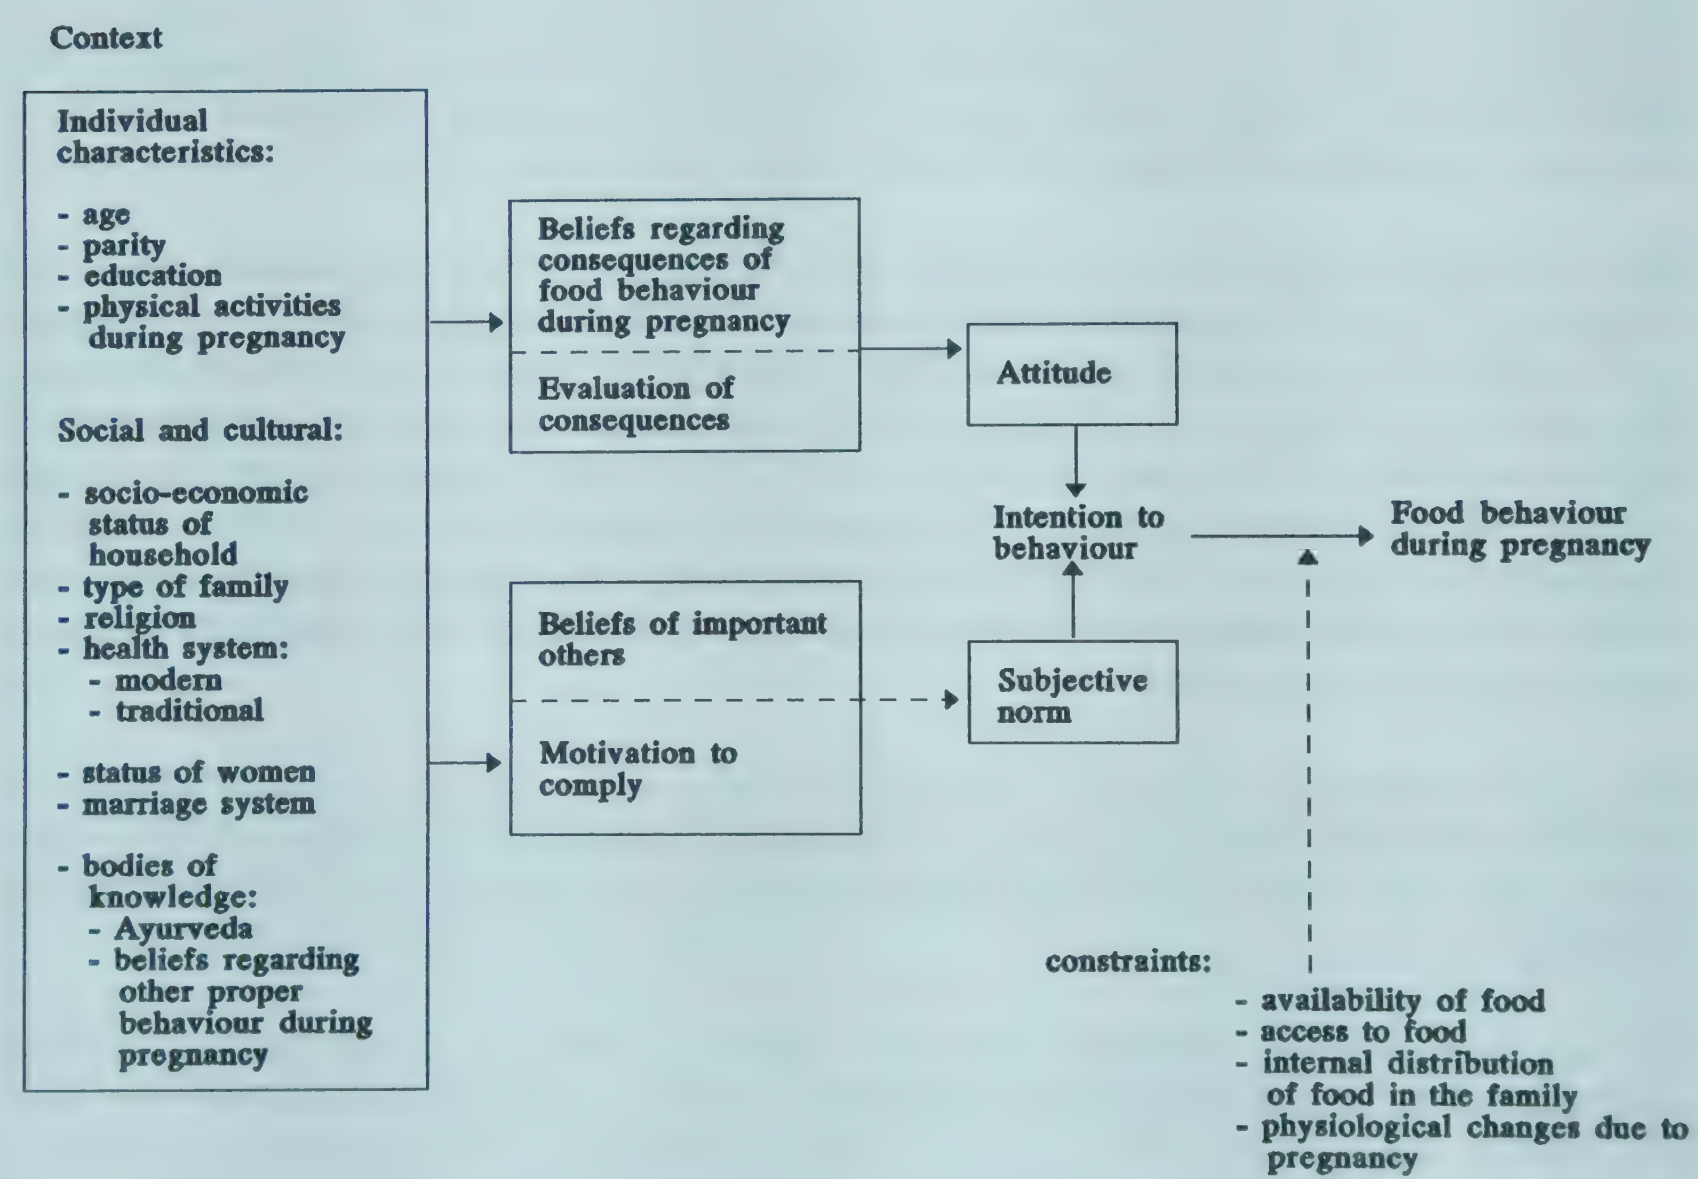 Context
Individual
characteristics:
- age
- parity
- education
- physical activities
during pregnancy
Social and cultural:
- socio-economic
status of
household
- type of family
- religion
- health system:
- modern
- traditional
- status of women
- marriage system
- bodies of
knowledge:
- Ayurveda
- beliefs regarding
other proper
behaviour during
pregnancy
Beliefs regarding
consequences of
food behaviour
during pregnancy
Evaluation of
consequences
Beliefs of important
others
Motivation to
comply
Attitude
Intention to
behaviour
Subjective
norm
Food behaviour
during pregnancy
constraints:
- availability of food
- access to food
- internal distribution
of food in the family
- physiological changes due to
pregnancy